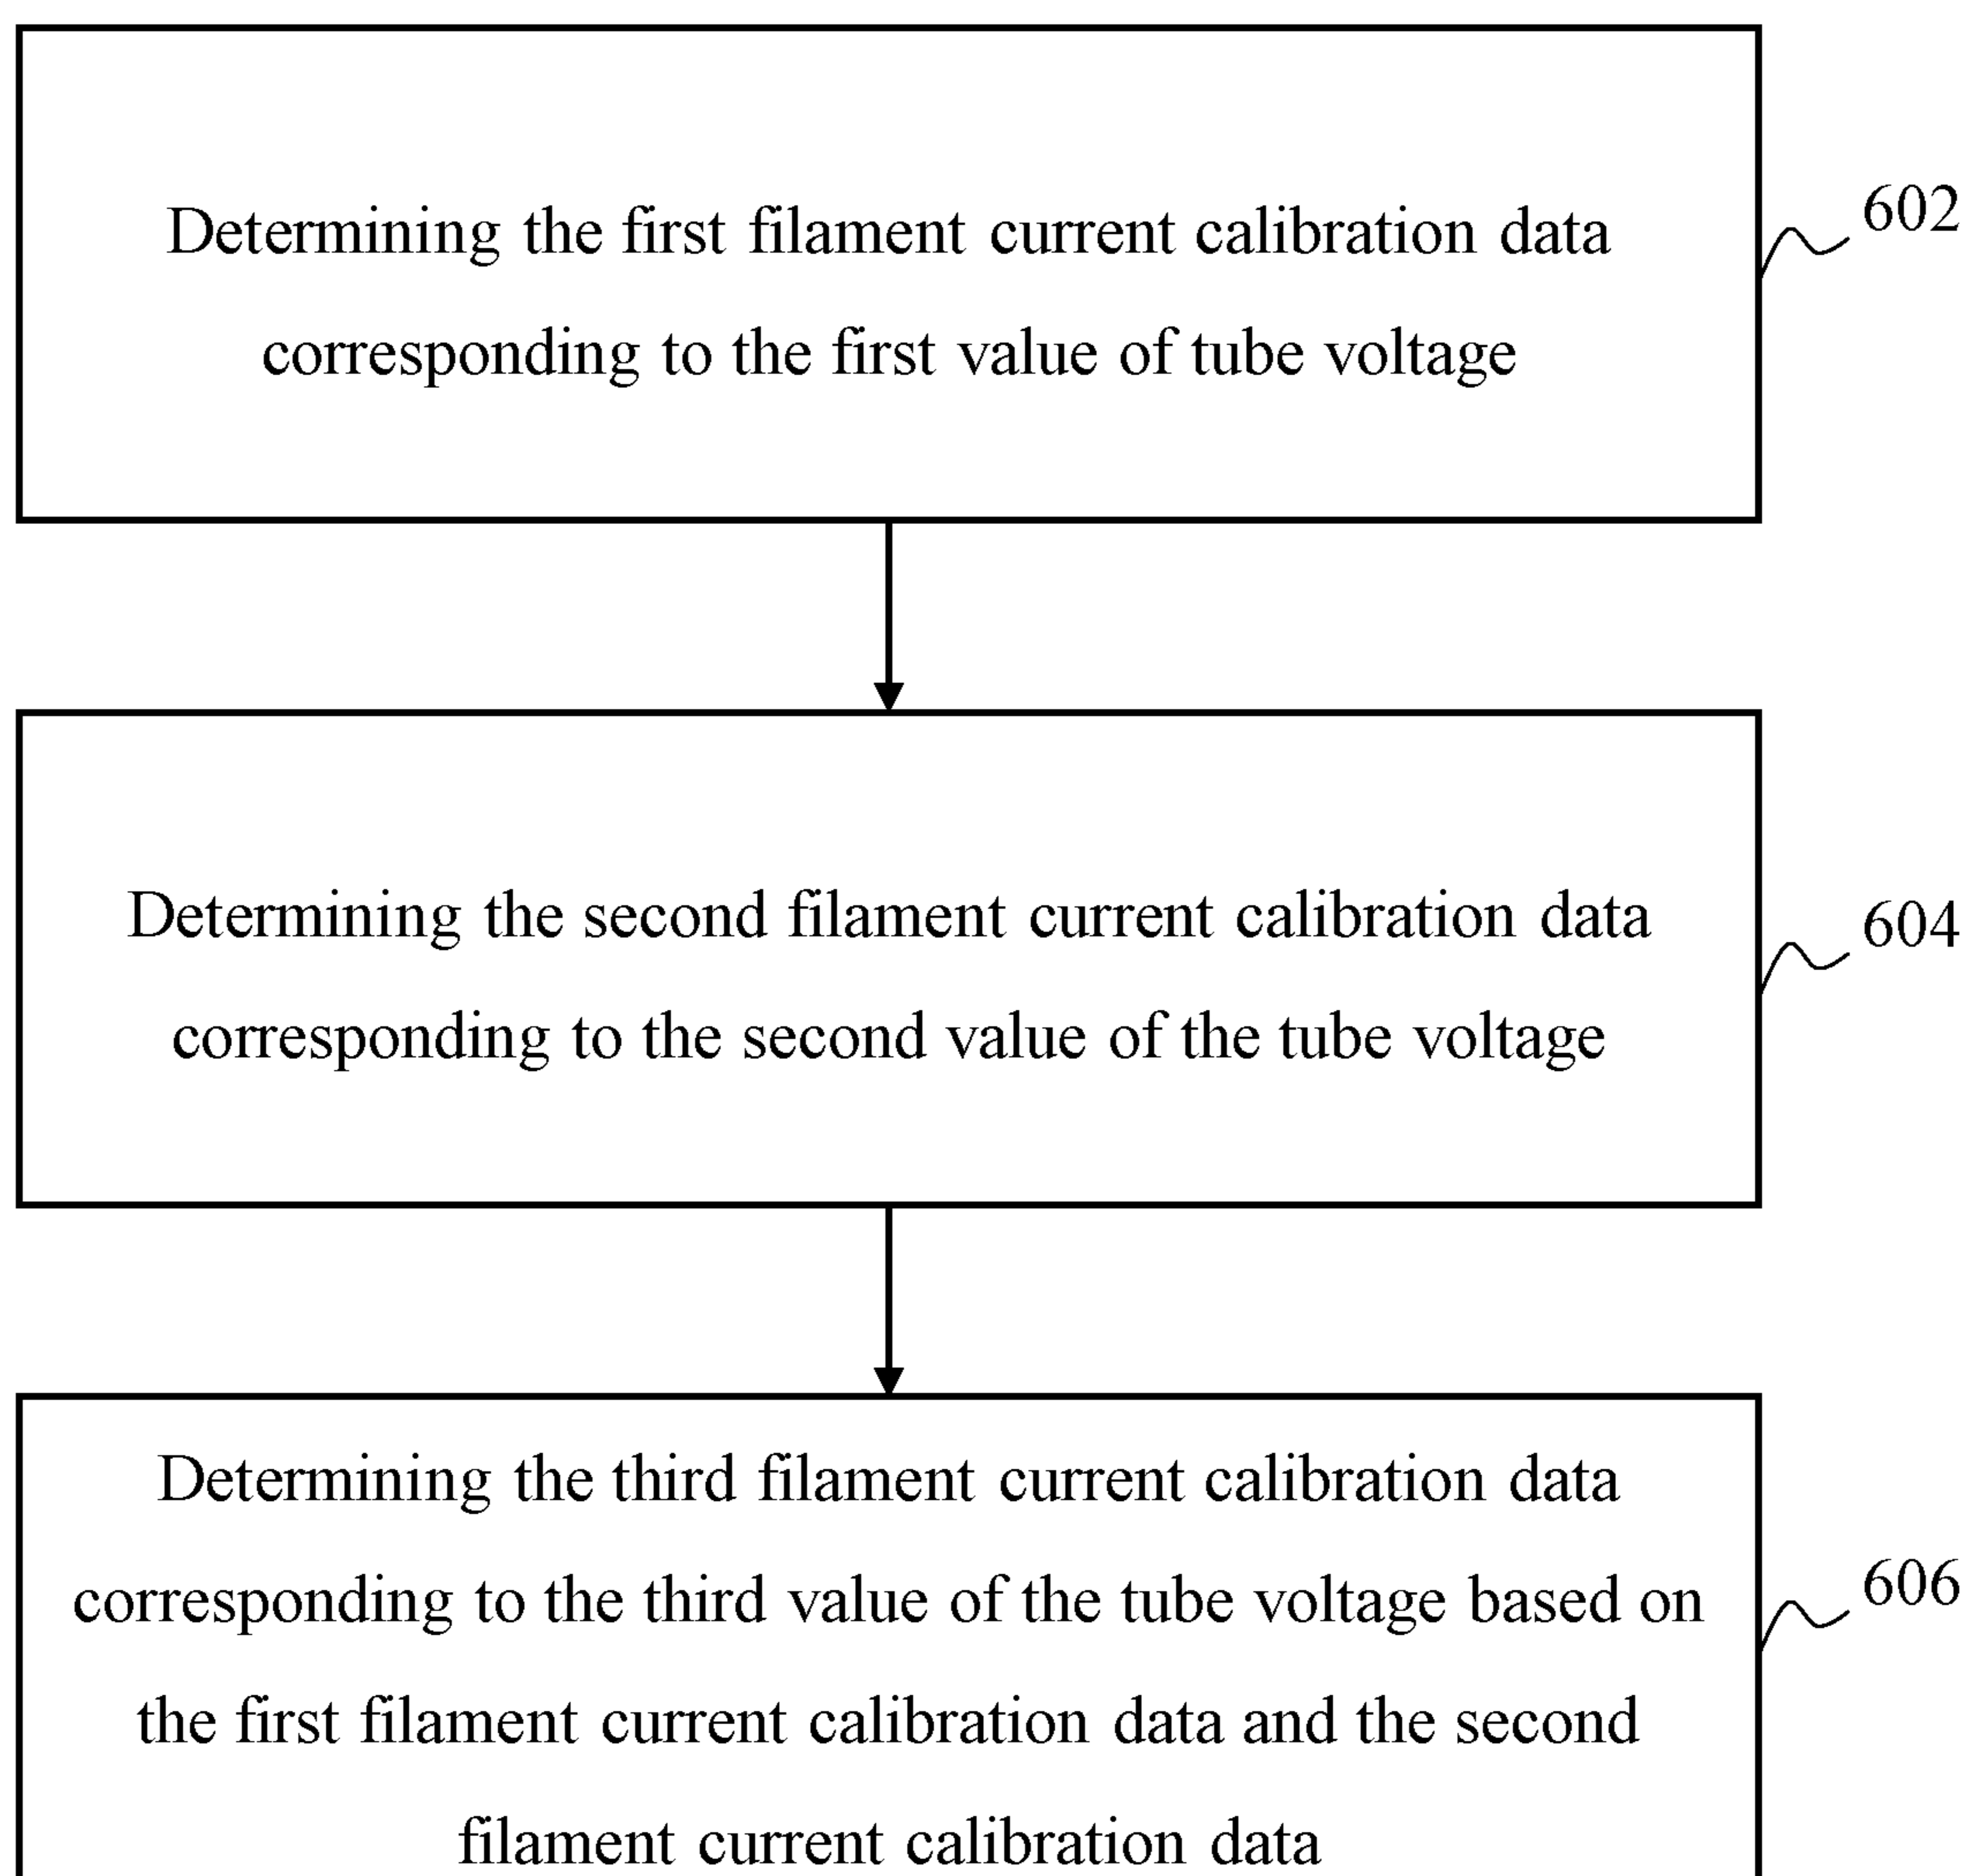 Determining the first filament current calibration data
corresponding to the first value of tube voltage
602
Determining the second filament current calibration data
corresponding to the second value of the tube voltage
604
Determining the third filament current calibration data
corresponding to the third value of the tube voltage based on
the first filament current calibration data and the second
filament current calibration data
606